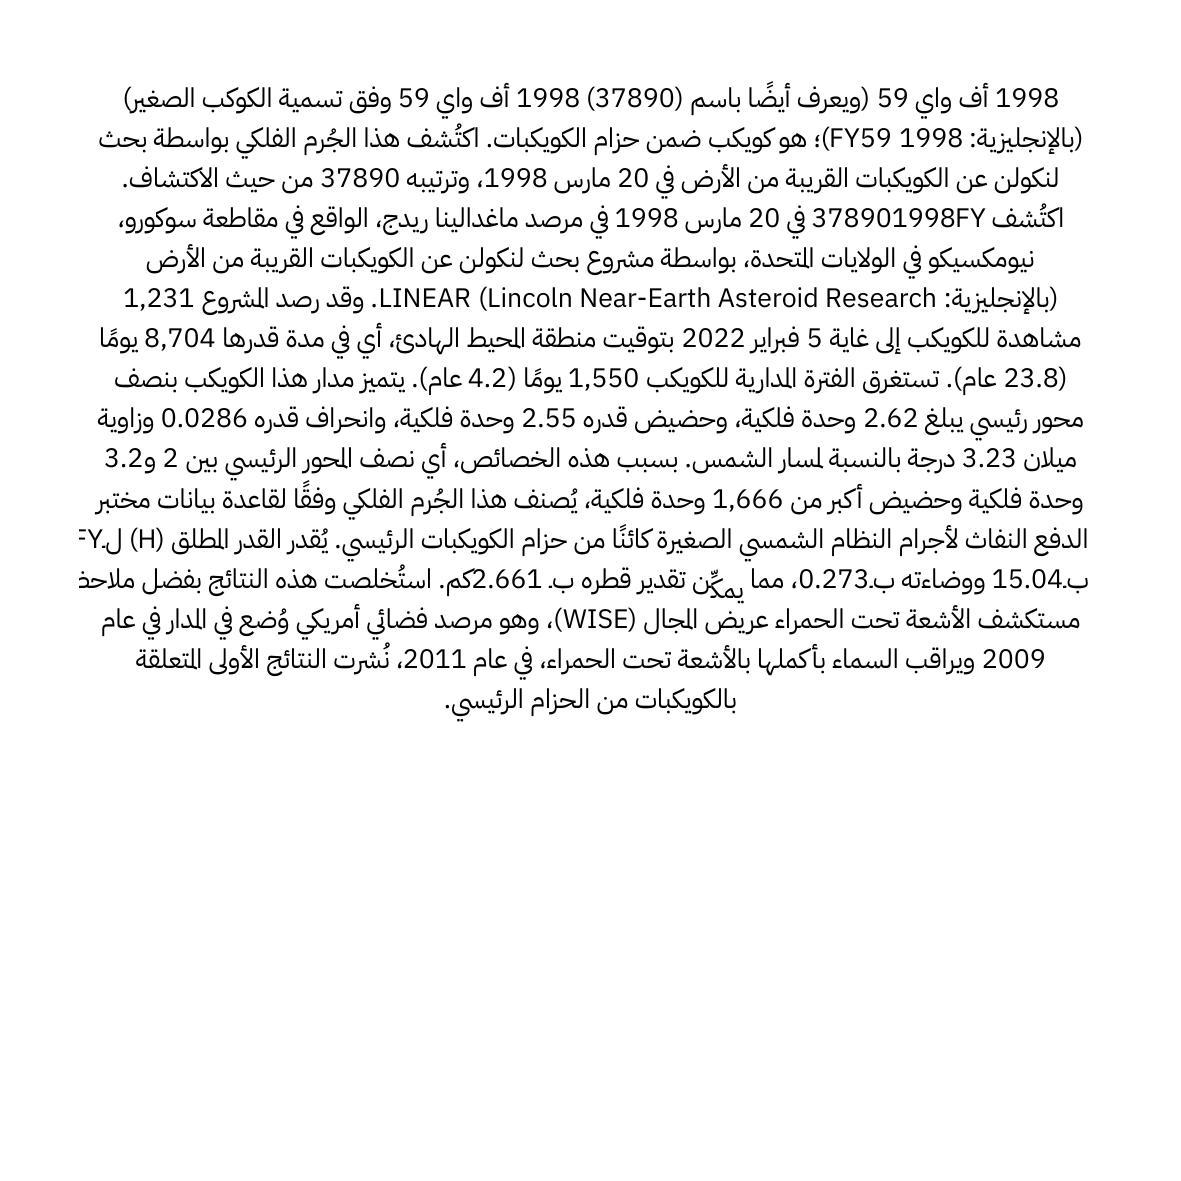 1998 أف واي 59 (ويعرف أيضًا باسم (37890) 1998 أف واي 59 وفق تسمية الكوكب الصغير)
(بالإنجليزية: 1998 FY59)؛ هو كويكب ضمن حزام الكويكبات. اكتُشف هذا الجُرم الفلكي بواسطة بحث
لنكولن عن الكويكبات القريبة من الأرض في 20 مارس 1998، وترتيبه 37890 من حيث الاكتشاف.
اكتُشف 378901998FY في 20 مارس 1998 في مرصد ماغدالينا ريدج، الواقع في مقاطعة سوكورو،
نيومكسيكو في الولايات المتحدة، بواسطة مشروع بحث لنكولن عن الكويكبات القريبة من الأرض
(بالإنجليزية: LINEAR (Lincoln Near-Earth Asteroid Research. وقد رصد المشروع 1,231
مشاهدة للكويكب إلى غاية 5 فبراير 2022 بتوقيت منطقة المحيط الهادئ، أي في مدة قدرها 8,704 يومًا
(23.8 عام). تستغرق الفترة المدارية للكويكب 1,550 يومًا (4.2 عام). يتميز مدار هذا الكويكب بنصف
محور رئيسي يبلغ 2.62 وحدة فلكية، وحضيض قدره 2.55 وحدة فلكية، وانحراف قدره 0.0286 وزاوية
ميلان 3.23 درجة بالنسبة لمسار الشمس. بسبب هذه الخصائص، أي نصف المحور الرئيسي بين 2 و3.2
وحدة فلكية وحضيض أكبر من 1,666 وحدة فلكية، يُصنف هذا الجُرم الفلكي وفقًا لقاعدة بيانات مختبر
الدفع النفاث لأجرام النظام الشمسي الصغيرة كائنًا من حزام الكويكبات الرئيسي. يُقدر القدر المطلق (H) لـ
بـ15.04 ووضاءته بـ0.273، مما يمكِّن تقدير قطره بـ 2.661كم. استُخلصت هذه النتائج بفضل
مستكشف الأشعة تحت الحمراء عريض المجال (WISE)، وهو مرصد فضائي أمريكي وُضع في المدار في عام
2009 ويراقب السماء بأكملها بالأشعة تحت الحمراء، في عام 2011، نُشرت النتائج الأولى المتعلقة
بالكويكبات من الحزام الرئيسي.